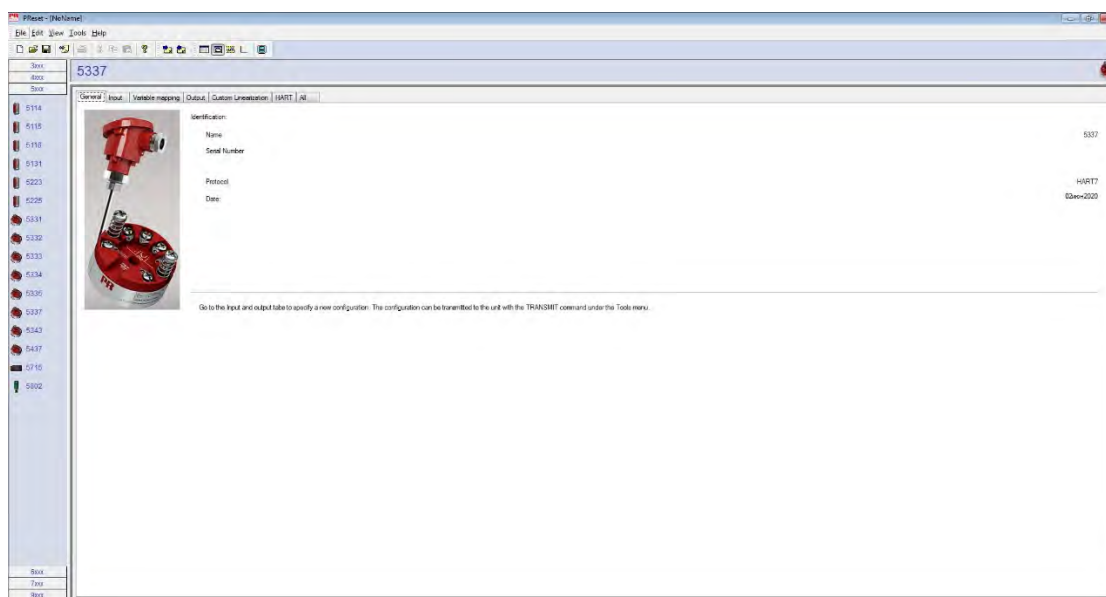 PReset - [NoName]
File Edit View Tools Help
3xxx
4xxx
5xxx
5337
General Input Variable mapping Output Custom Linearization HART All
5114
5115
5116
5131
5223
5225
5331
5332
5333
5334
5335
5337
5343
5437
5715
5802
Identification:
Name 5337
Serial Number
Protocol HART7
Date:
Go to the Input and output tabs to specify a new configuration. The configuration can be transmitted to the unit with the TRANSMIT command under the Tools menu.
6xxx
7xxx
9xxx